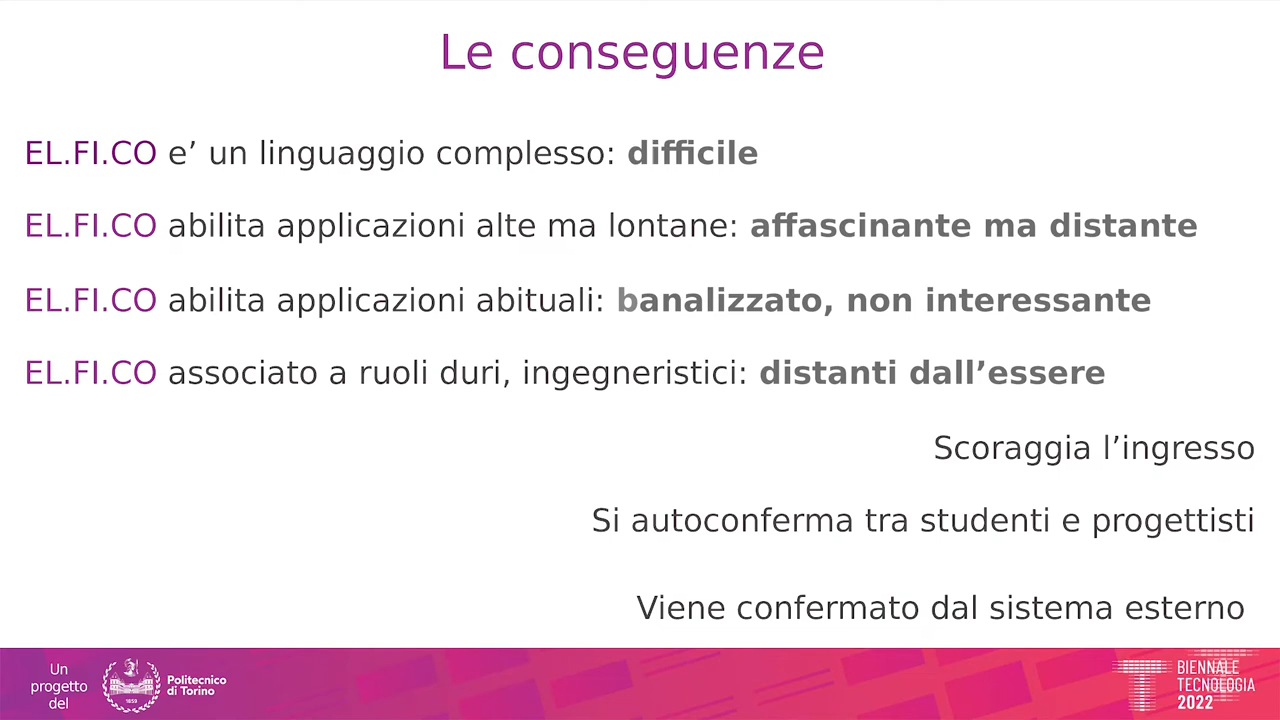 Le conseguenze
EL.FI.CO e’ un linguaggio complesso: difficile
EL.FI.CO abilita applicazioni alte ma lontane: affascinante ma distante
EL.FI.CO abilita applicazioni abituali: banalizzato, non interessante
EL.FI.CO associato a ruoli duri, ingegneristici: distanti dall’essere
Scoraggia l’ingresso
Si autoconferma tra studenti e progettisti
Viene confermato dal sistema esterno
Un
progetto
del
1859
Politecnico
di Torino
BIENNALE
TECNOLOGIA
2022